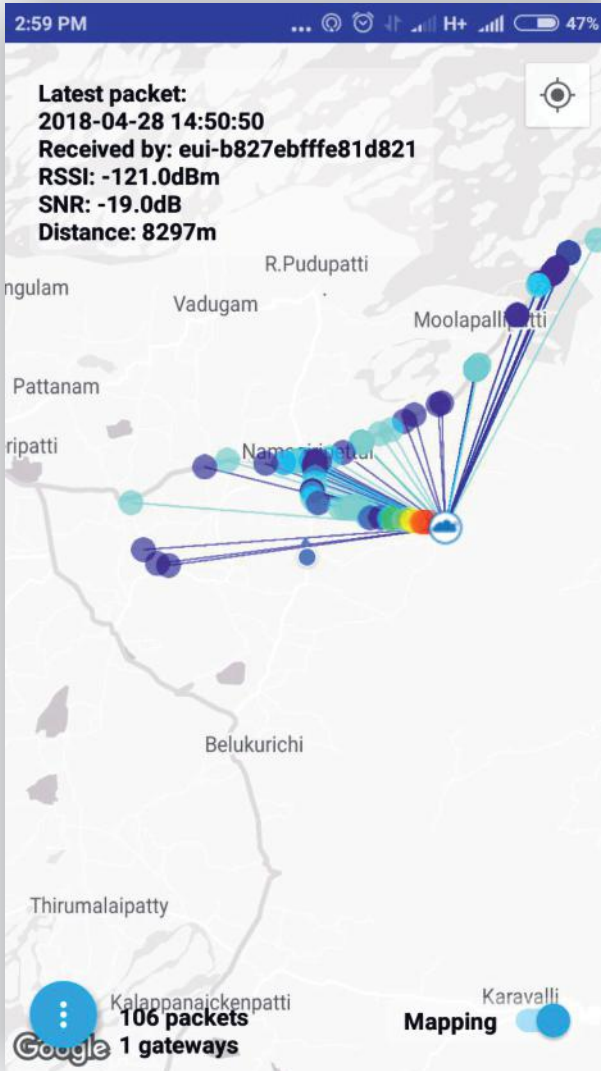 2:59 PM ... H+ 47%
Latest packet:
2018-04-28 14:50:50
Received by: eui-b827ebfffe81d821
RSSI: -121.0dBm
SNR: -19.0dB
Distance: 8297m
R.Pudupatti
ngulam
Vadugam
Moolapallipatti
Pattanam
ripatti
Belukurichi
Thirumalaipatty
Kalappanaickenpatti
Karavalli
106 packets
Mapping
1 gateways
Google